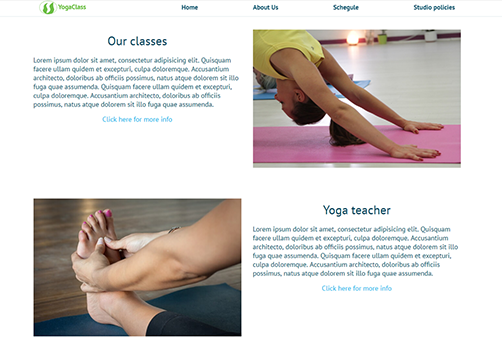 YogaClass
Home About Us Schegule Studio policies
Our classes
Lorem ipsum dolor sit amet, consectetur adipisicing elit. Quisquam
facere ullam quidem et excepturi, culpa doloremque. Accusantium
architecto, doloribus ab officiis possimus, natus atque dolorem sit
illo fuga quae assumenda. Quisquam facere ullam quidem et excepturi,
culpa doloremque. Accusantium architecto, doloribus ab officiis
possimus, natus atque dolorem sit illo fuga quae assumenda.
Click here for more info
Yoga teacher
Lorem ipsum dolor sit amet, consectetur adipisicing elit. Quisquam
facere ullam quidem et excepturi, culpa doloremque. Accusantium
architecto, doloribus ab officiis possimus, natus atque dolorem sit
illo fuga quae assumenda. Quisquam facere ullam quidem et excepturi,
culpa doloremque. Accusantium architecto, doloribus ab officiis
possimus, natus atque dolorem sit illo fuga quae assumenda.
Click here for more info